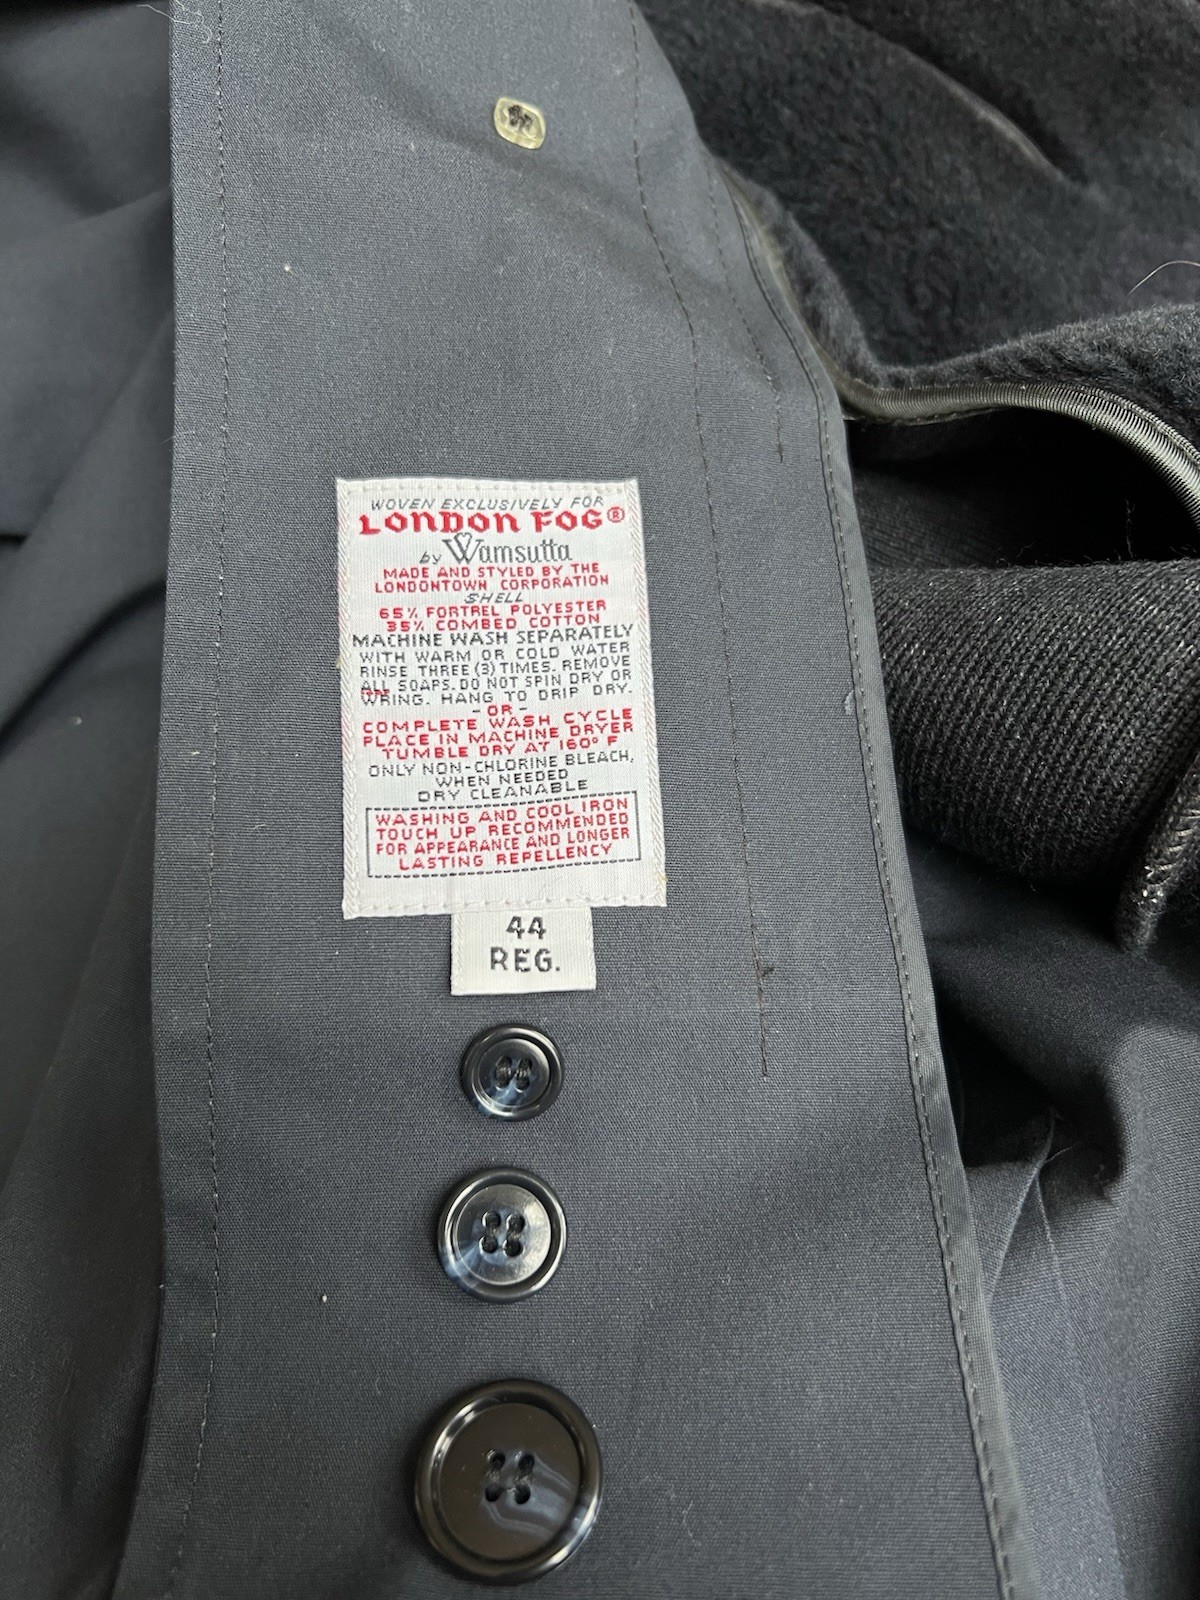 WOVEN EXCLUSIVELY FOR
LONDON FOG®
by Wamsutta
MADE AND STYLED BY THE
LONDONTOWN CORPORATION
SHELL
65% FORTREL POLYESTER
35% COMBED COTTON
MACHINE WASH SEPARATELY
WITH WARM OR COLD WATER
RINSE THREE (3) TIMES. REMOVE
ALL SOAPS. DO NOT SPIN DRY OR
WRING. HANG TO DRIP DRY.
- OR -
COMPLETE WASH CYCLE
PLACE IN MACHINE DRYER
TUMBLE DRY AT 160° F
ONLY NON-CHLORINE BLEACH,
WHEN NEEDED
DRY CLEANABLE
WASHING AND COOL IRON
TOUCH UP RECOMMENDED
FOR APPEARANCE AND LONGER
LASTING REPELLENCY
44
REG.